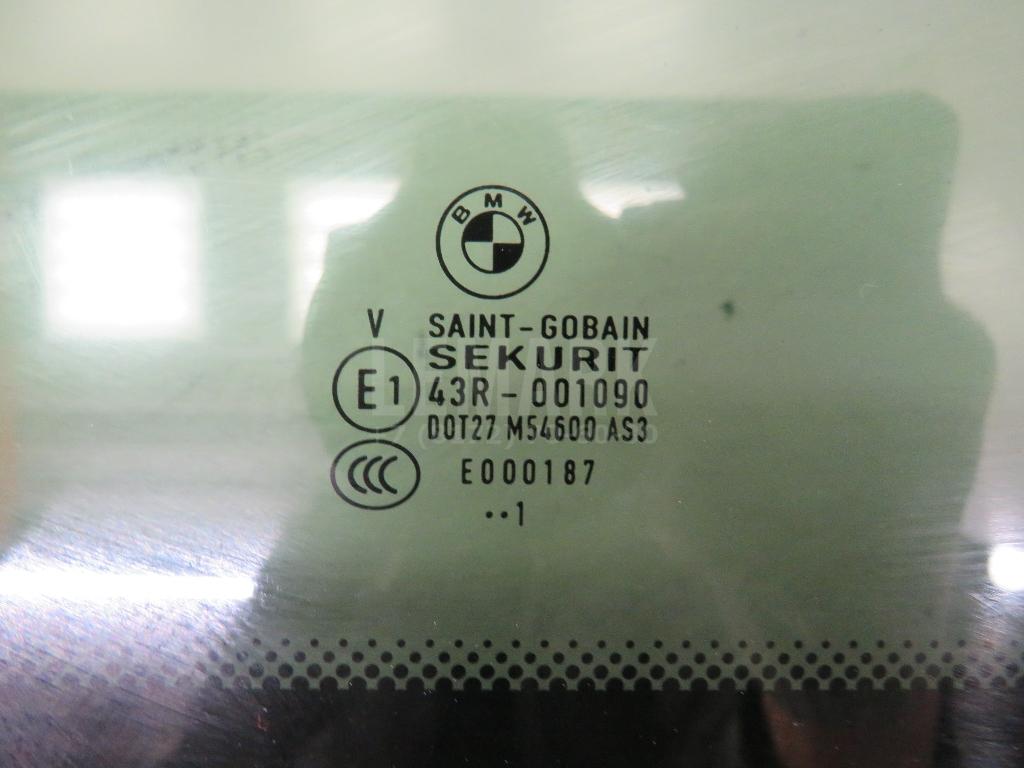 BMW
V SAINT-GOBAIN
SEKURIT
E1 43R - 001090
DOT27 M54600 AS3
CCC E000187
··1